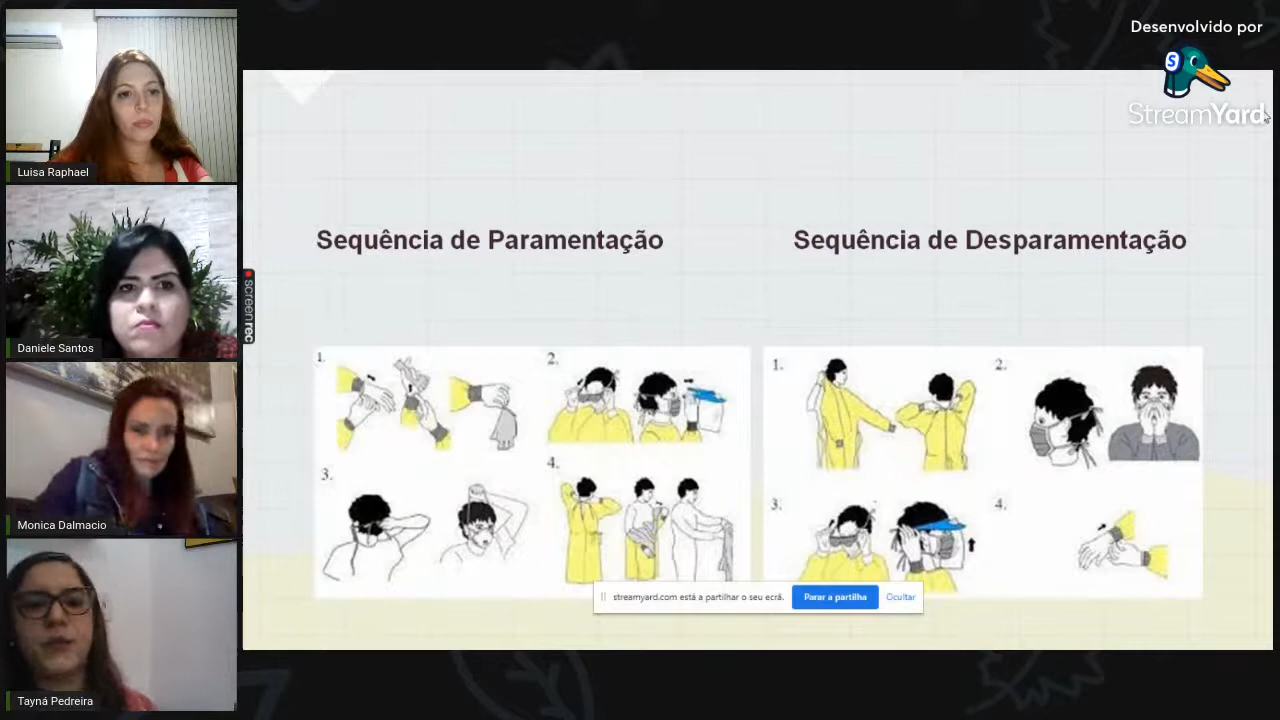 Desenvolvido por
S
StreamYard
Luisa Raphael
Daniele Santos
Monica Dalmacio
Tayná Pedreira
screenrec
Sequência de Paramentação
Sequência de Desparamentação
1.
2.
3.
4.
1.
2.
3.
4.
streamyard.com está a partilhar o seu ecrã.
Parar a partilha
Ocultar